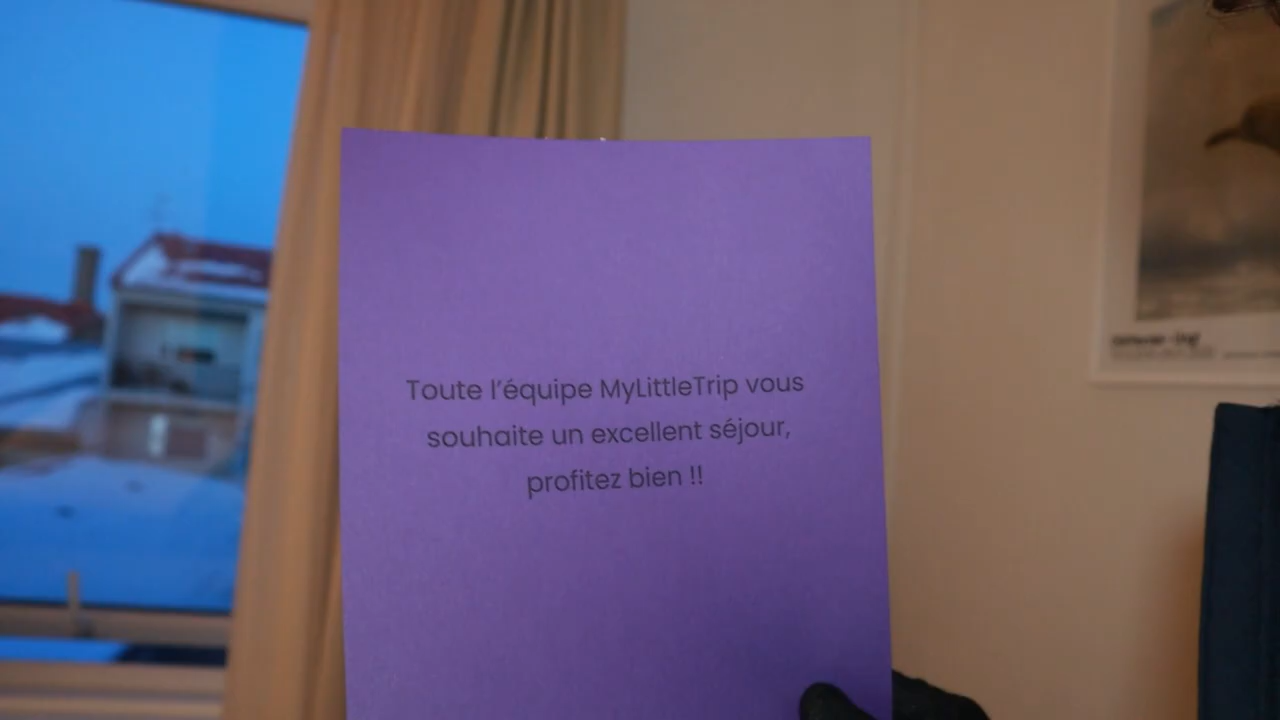 Toute l'équipe MyLittleTrip vous
souhaite un excellent séjour,
profitez bien !!